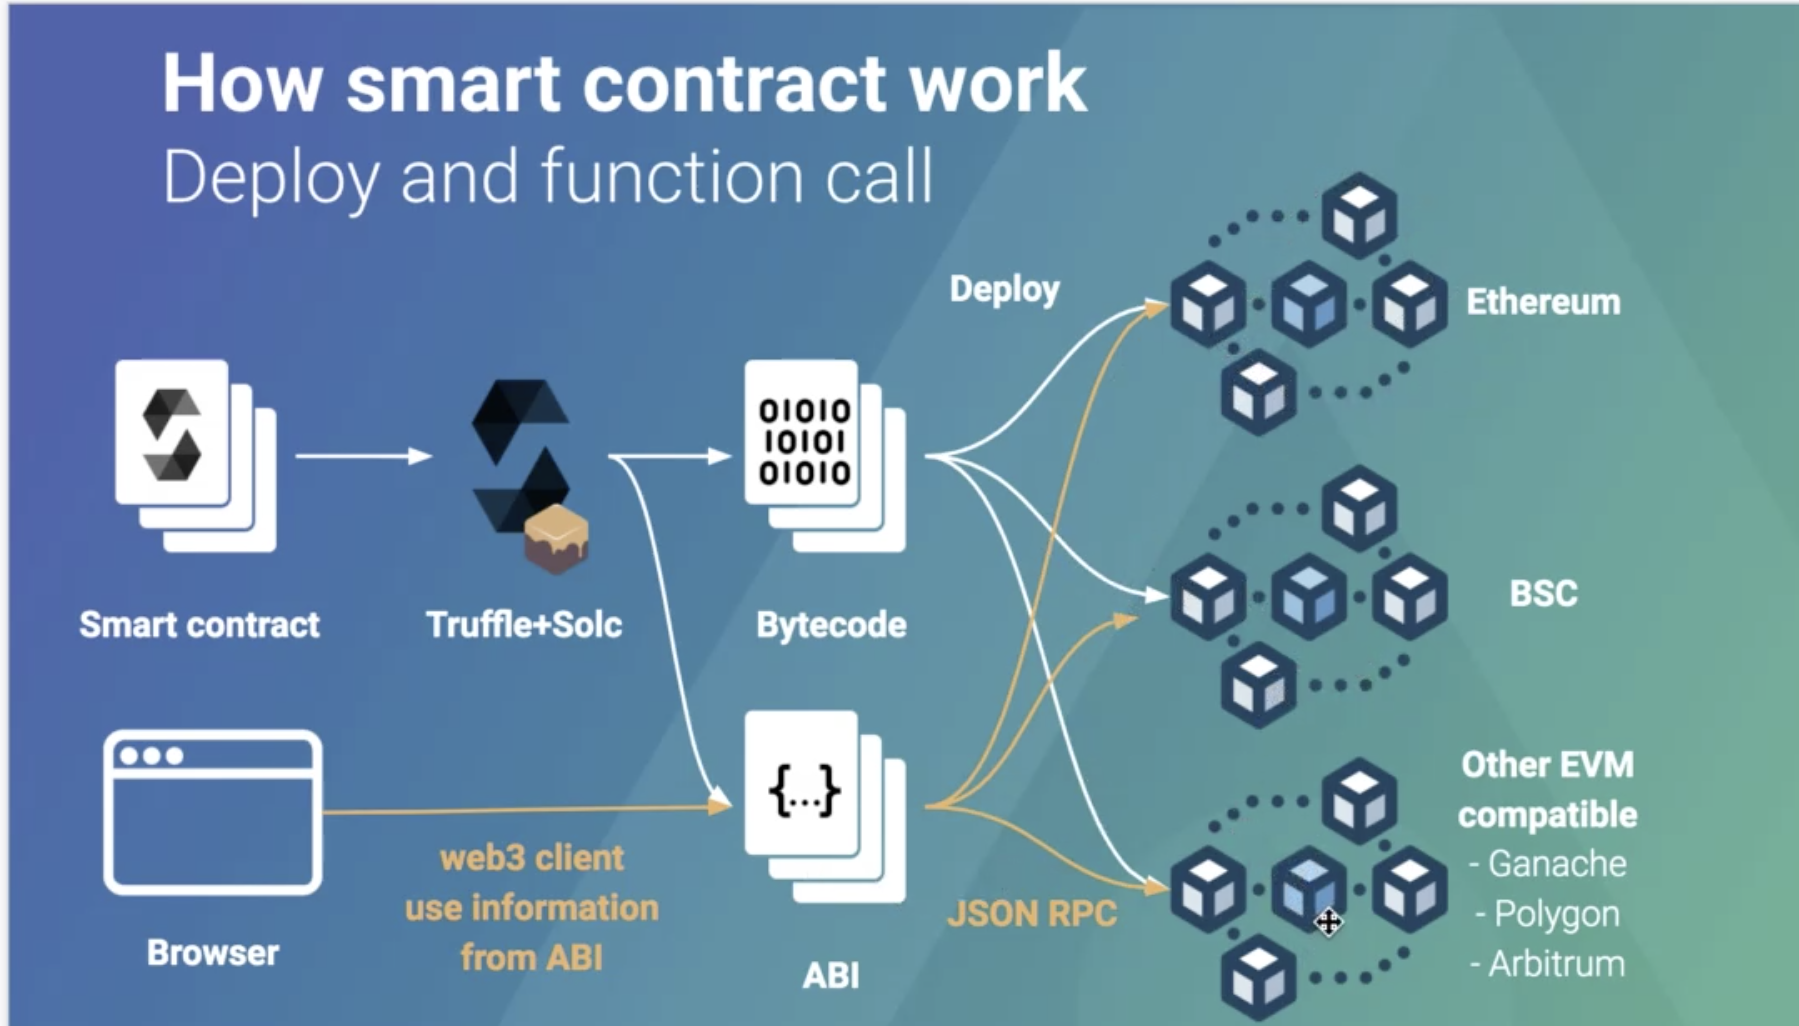 How smart contract work
Deploy and function call
Deploy
Ethereum
01010
10101
01010
Smart contract
Truffle+Solc
Bytecode
BSC
{...}
Browser
web3 client
use information
from ABI
ABI
JSON RPC
Other EVM
compatible
- Ganache
- Polygon
- Arbitrum